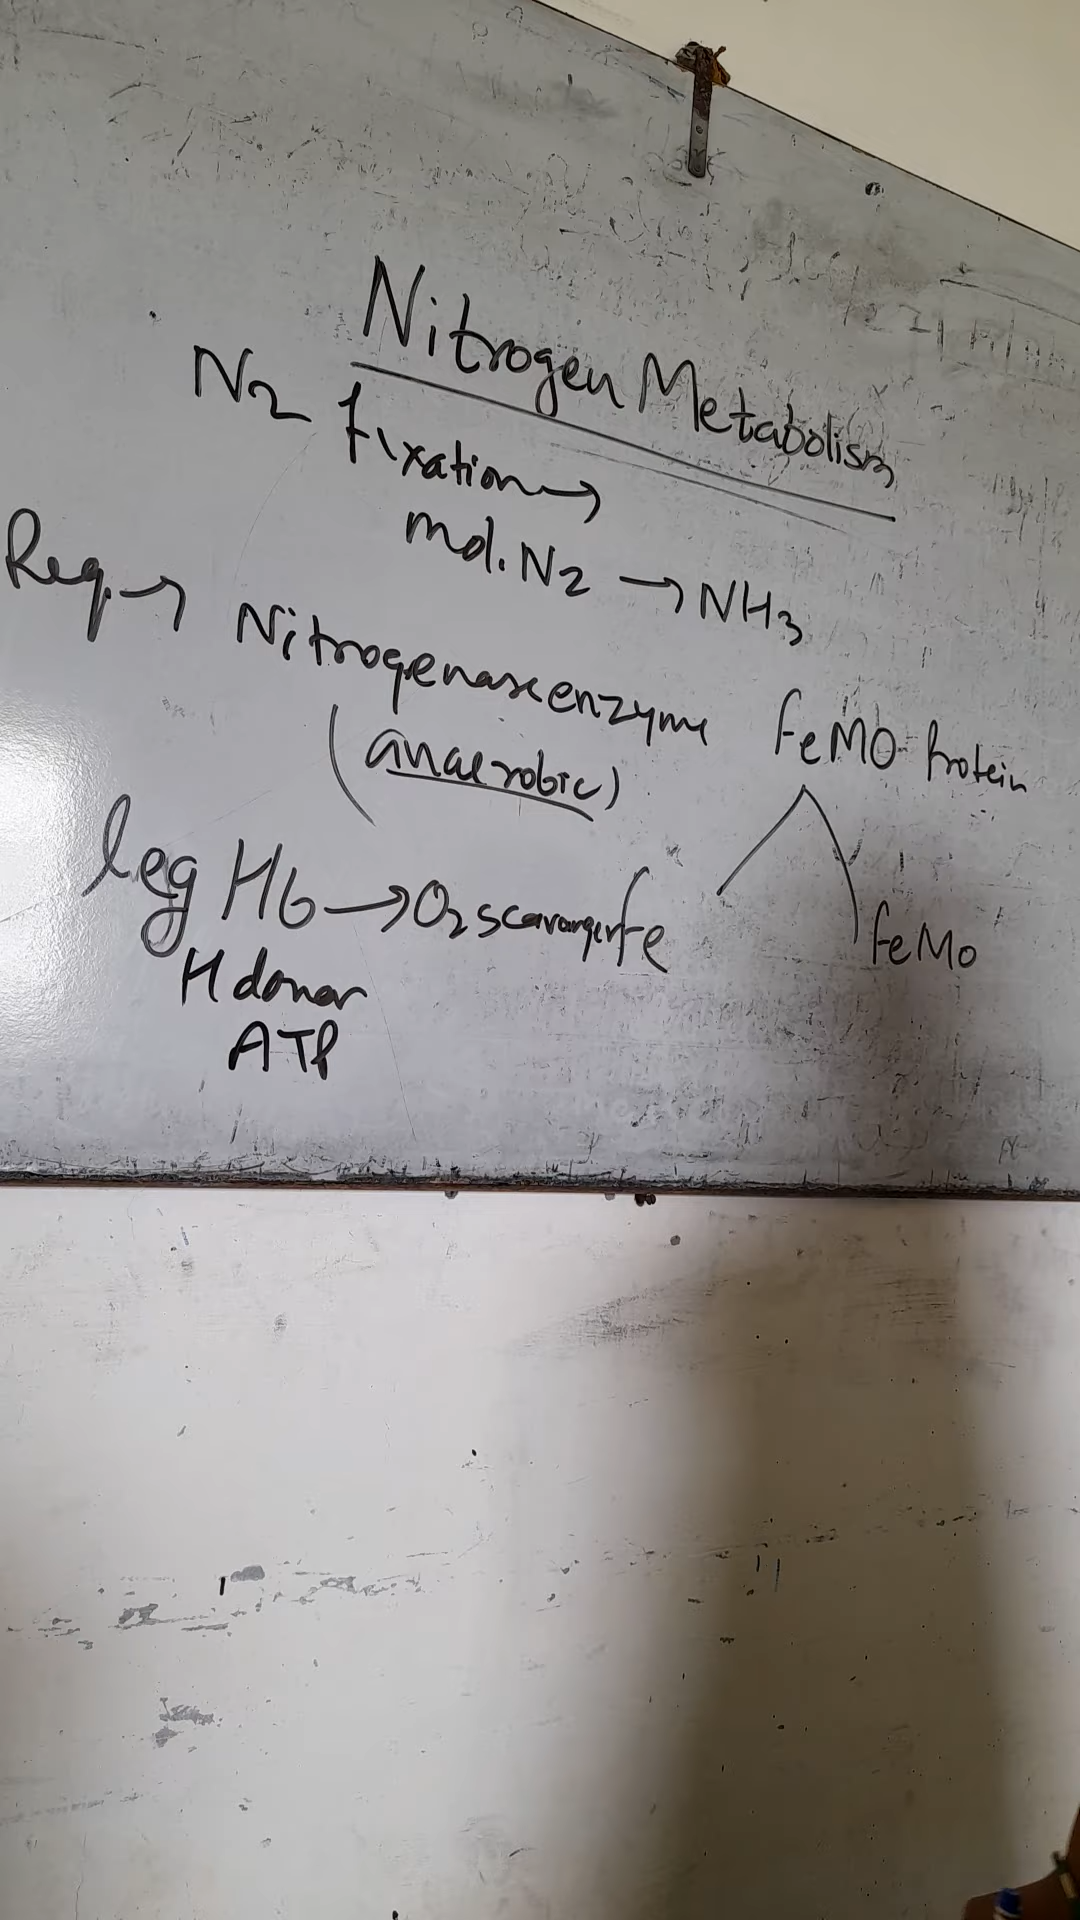 Nitrogen Metabolism
N2 fixation →
mol. N2 → NH3
Req. → Nitrogenase enzyme
(anaerobic)
FeMO-Protein
Fe
FeMo
leg Hb → O2 scavanger
H donor
ATP